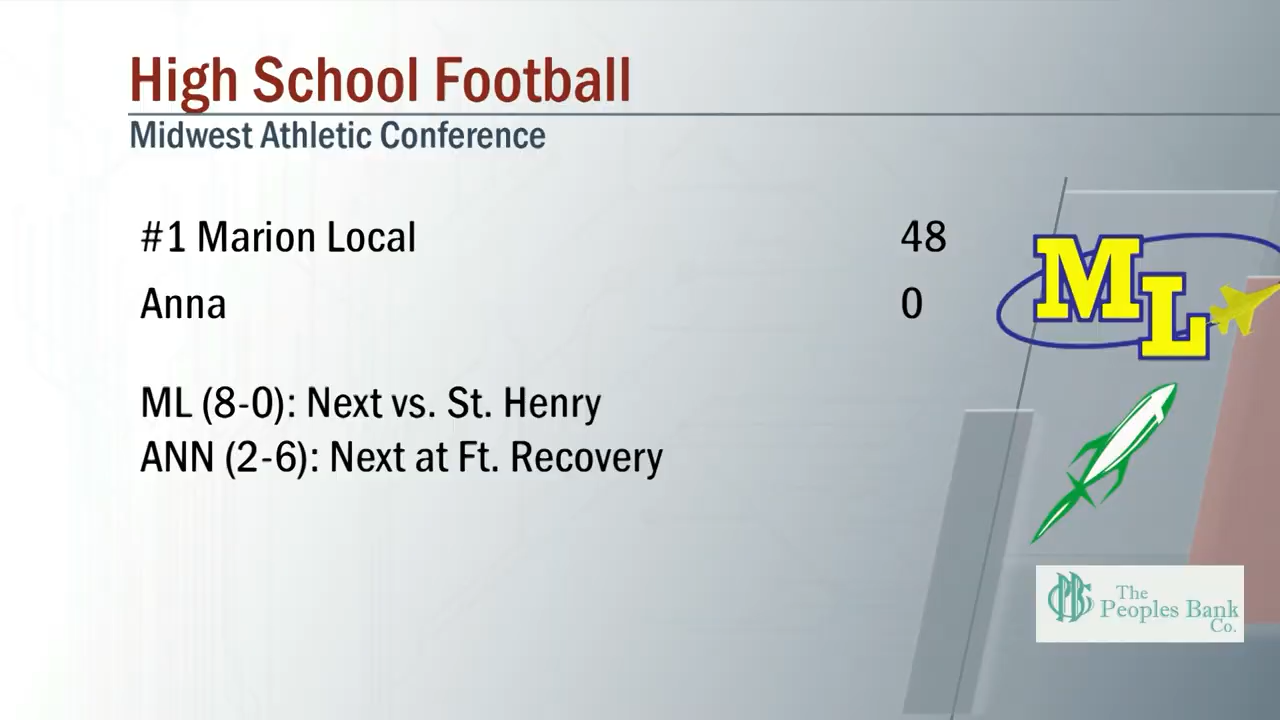 High School Football
Midwest Athletic Conference
#1 Marion Local 48
Anna 0
ML (8-0): Next vs. St. Henry
ANN (2-6): Next at Ft. Recovery
ML
The
Peoples Bank
Co.